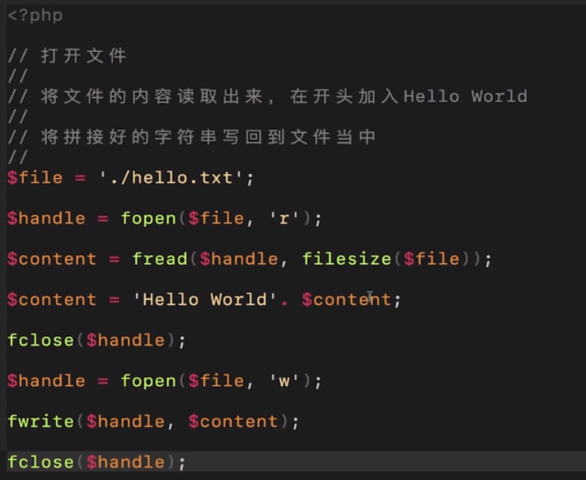 <?php
// 打开文件
//
// 将文件的内容读取出来，在开头加入Hello World
//
// 将拼接好的字符串写回到文件当中
//
$file = './hello.txt';
$handle = fopen($file, 'r');
$content = fread($handle, filesize($file));
$content = 'Hello World'. $content;
fclose($handle);
$handle = fopen($file, 'w');
fwrite($handle, $content);
fclose($handle);